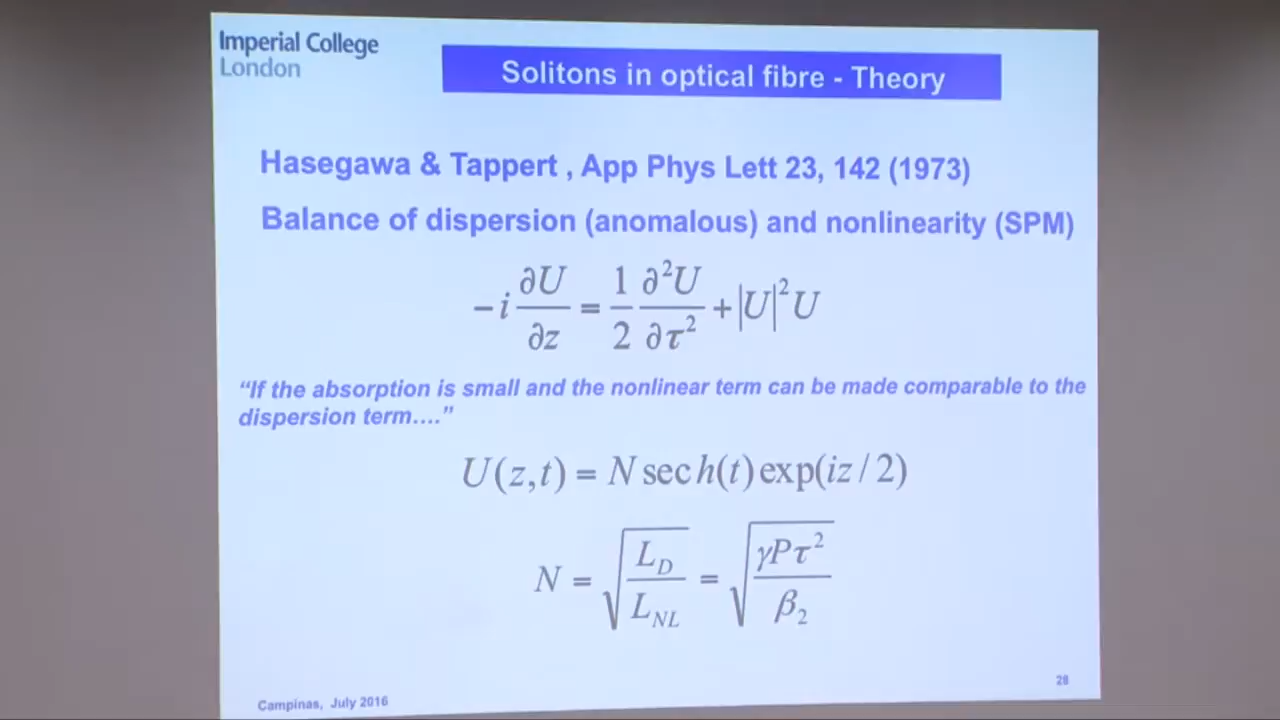 Imperial College
London
Solitons in optical fibre - Theory
Hasegawa & Tappert , App Phys Lett 23, 142 (1973)
Balance of dispersion (anomalous) and nonlinearity (SPM)
−i ∂U/∂z = 1/2 ∂²U/∂τ² + |U|²U
“If the absorption is small and the nonlinear term can be made comparable to the
dispersion term....”
U(z,t) = N sec h(t) exp(iz / 2)
N = √(L_D/L_NL) = √(γPτ²/β₂)
28
Campinas, July 2016